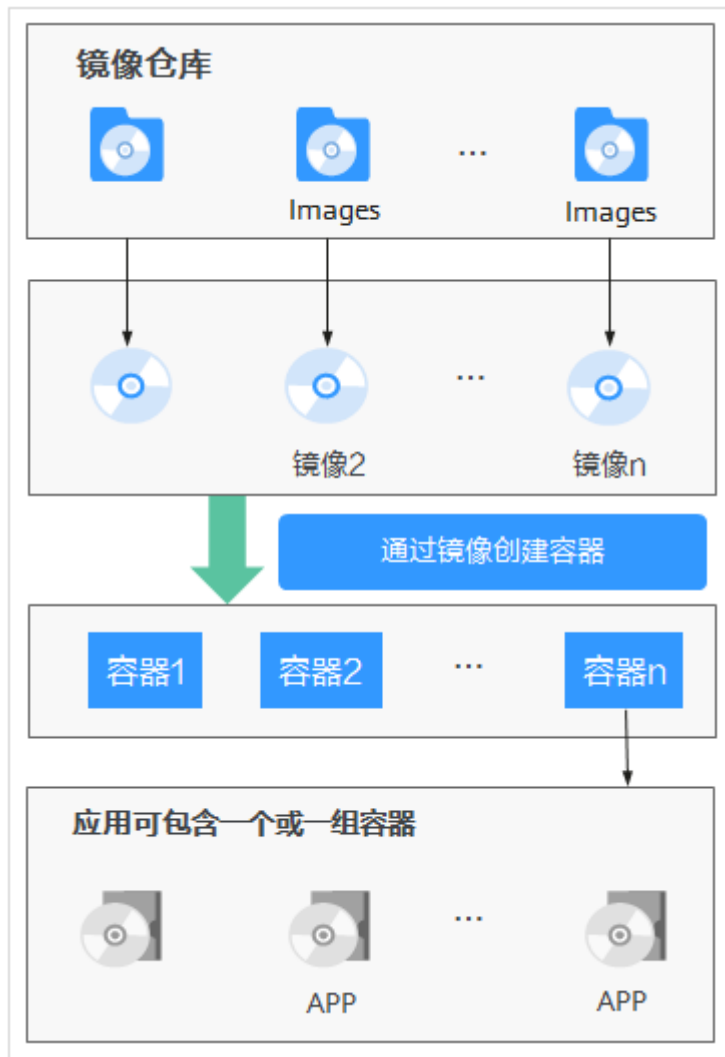 镜像仓库
...
Images
Images
...
镜像2
镜像n
通过镜像创建容器
容器1
容器2
...
容器n
应用可包含一个或一组容器
...
APP
APP